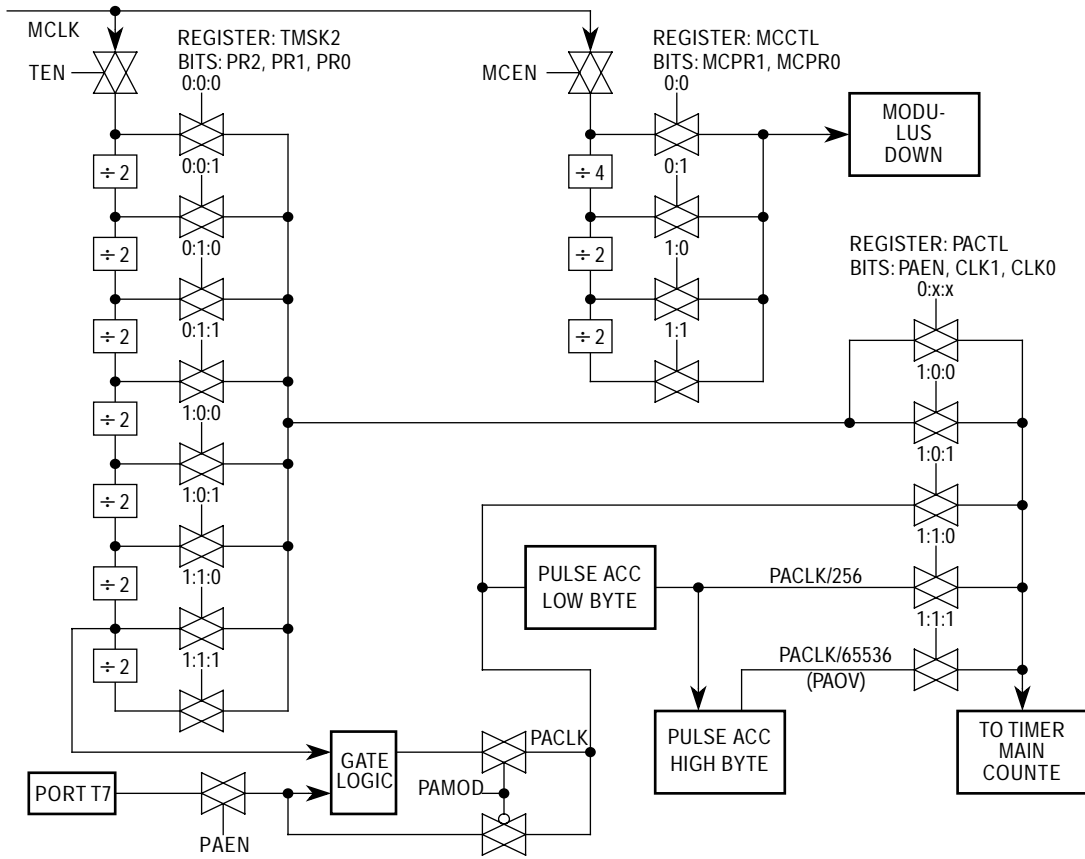 MCLK
TEN
REGISTER: TMSK2
BITS: PR2, PR1, PR0
0:0:0
0:0:1
0:1:0
0:1:1
1:0:0
1:0:1
1:1:0
1:1:1
÷ 2
÷ 2
÷ 2
÷ 2
÷ 2
÷ 2
÷ 2
MCEN
REGISTER: MCCTL
BITS: MCPR1, MCPR0
0:0
0:1
1:0
1:1
÷ 4
÷ 2
÷ 2
MODU-
LUS
DOWN
REGISTER: PACTL
BITS: PAEN, CLK1, CLK0
0:x:x
1:0:0
1:0:1
1:1:0
1:1:1
PULSE ACC
LOW BYTE
PACLK/256
PACLK/65536
(PAOV)
PULSE ACC
HIGH BYTE
TO TIMER
MAIN
COUNTE
PORT T7
PAEN
GATE
LOGIC
PACLK
PAMOD